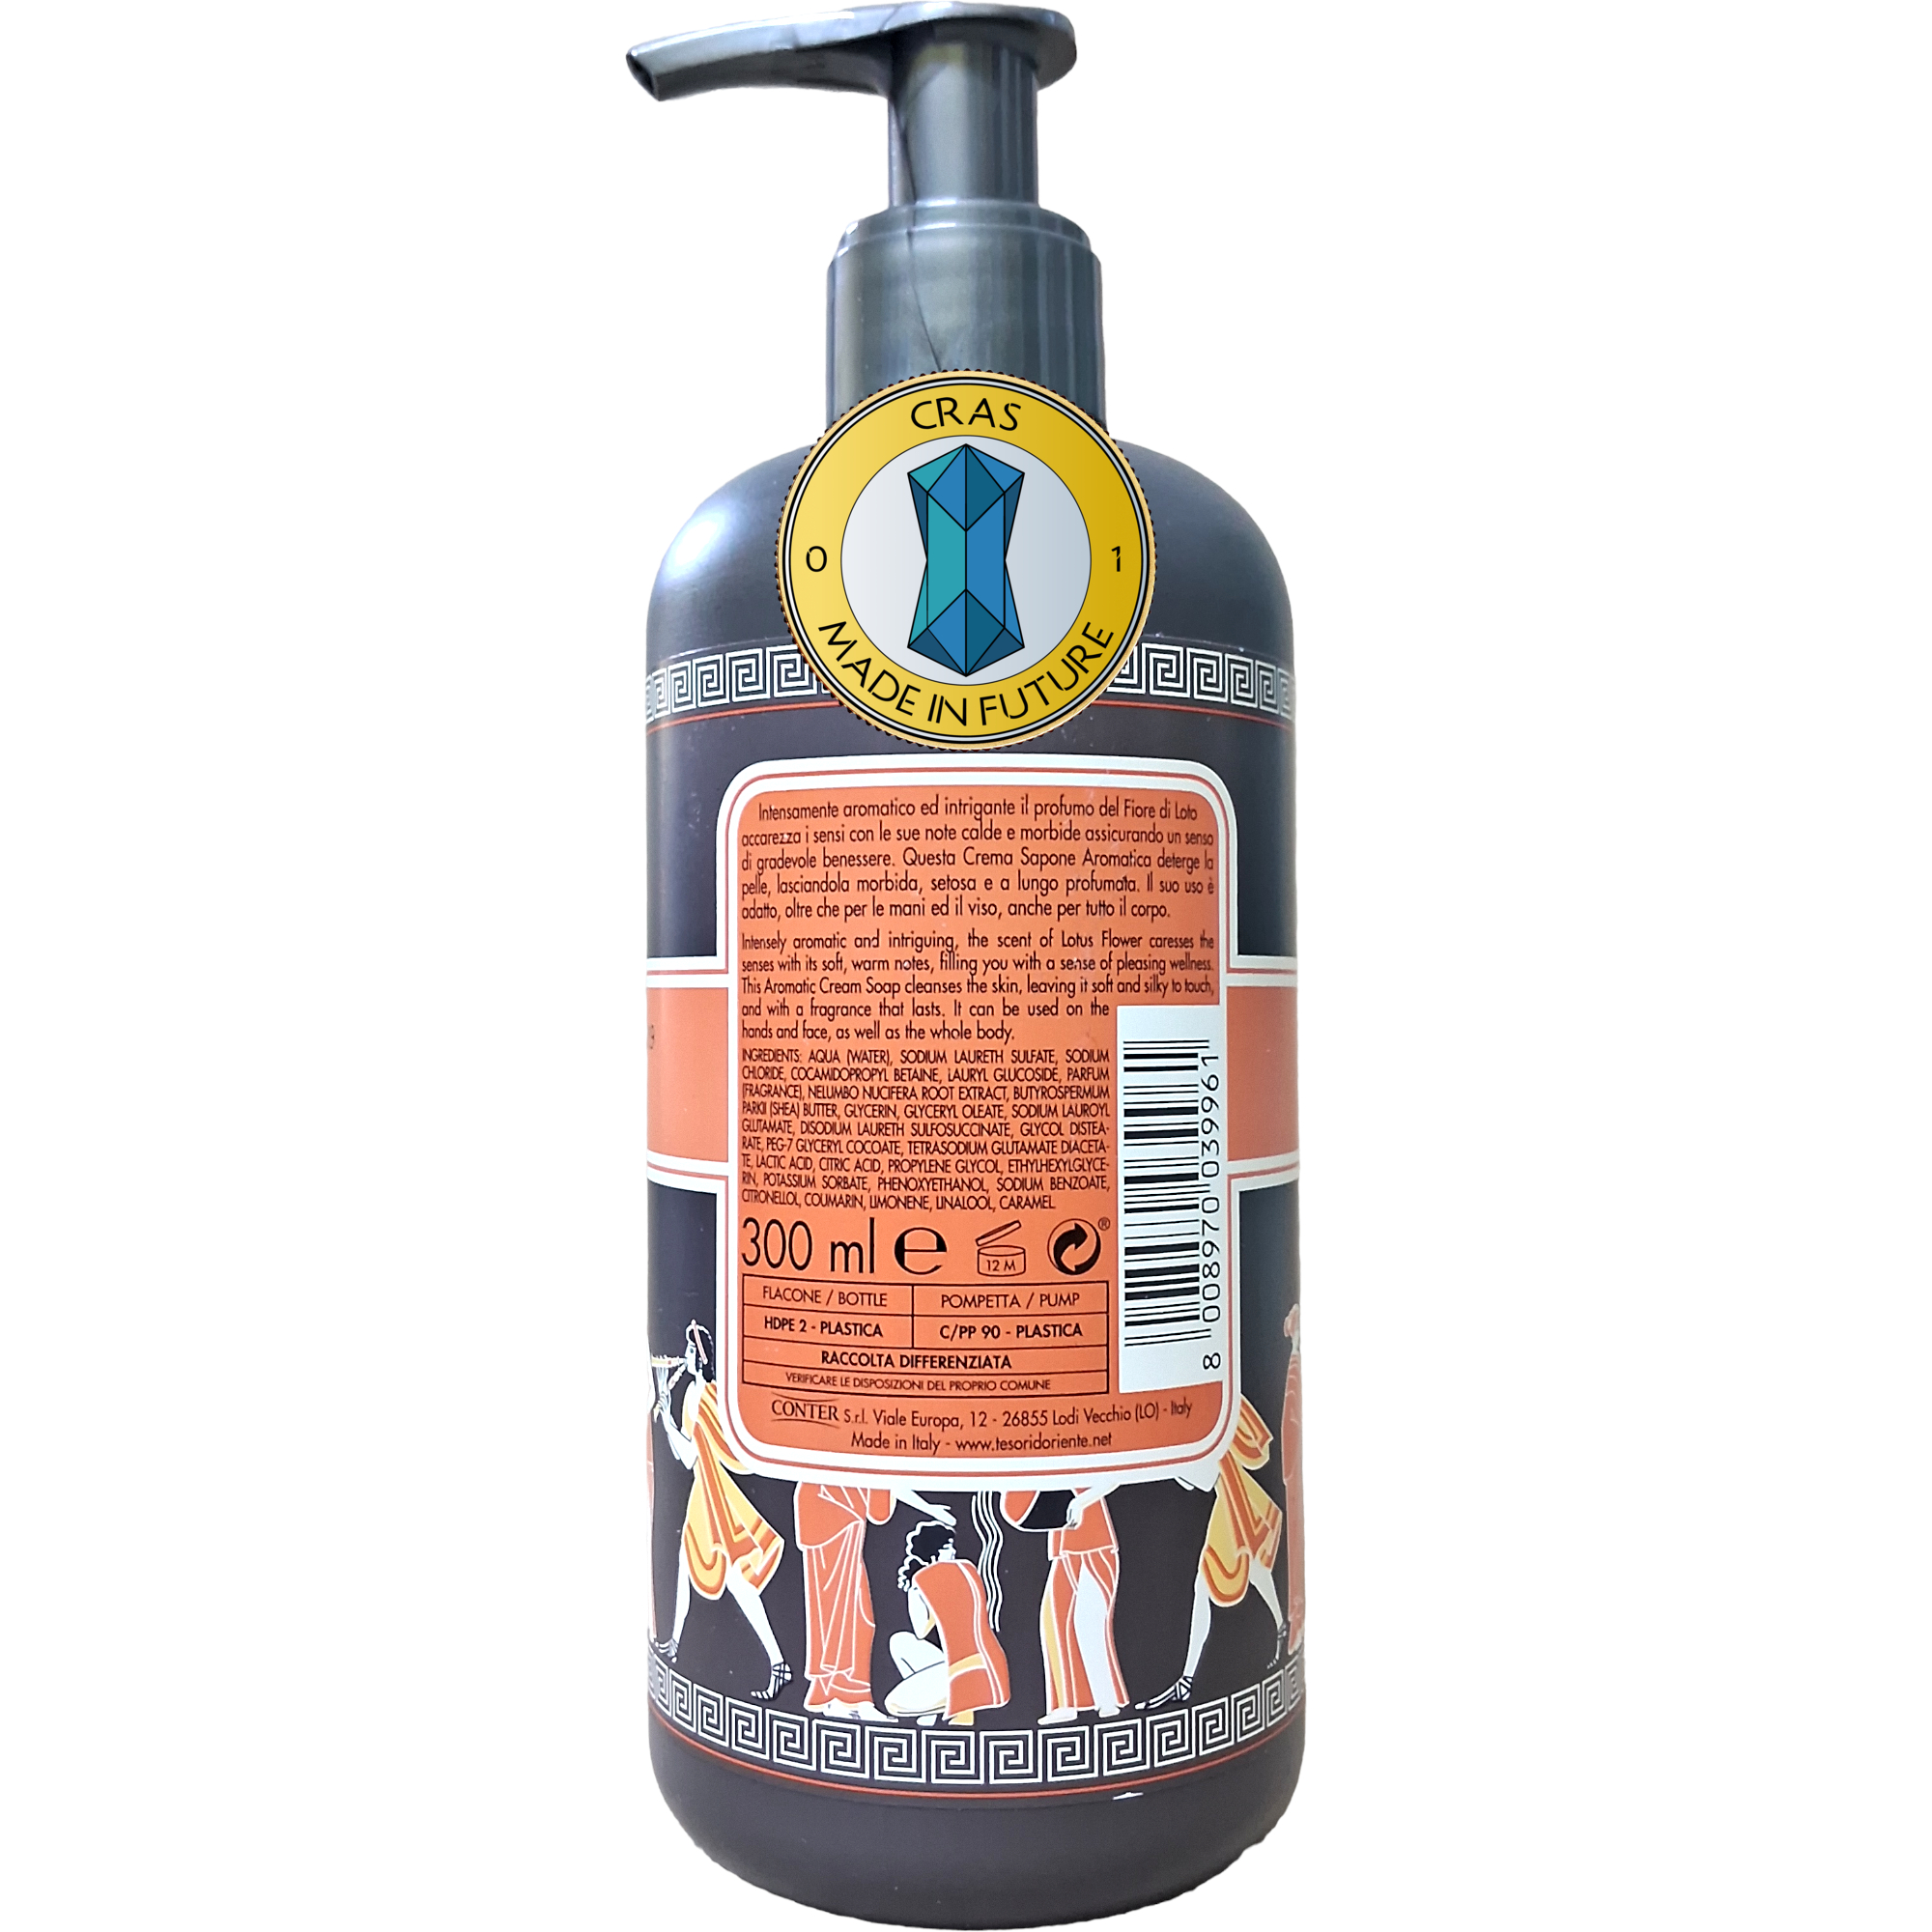 CRAS
0 1
MADE IN FUTURE
Intensamente aromatico ed intrigante il profumo del Fiore di Loto
accarezza i sensi con le sue note calde e morbide assicurando un senso
di gradevole benessere. Questa Crema Sapone Aromatica deterge la
pelle, lasciandola morbida, setosa e a lungo profumata. Il suo uso è
adatto, oltre che per le mani ed il viso, anche per tutto il corpo.
Intensely aromatic and intriguing, the scent of Lotus Flower caresses the
senses with its soft, warm notes, filling you with a sense of pleasing wellness.
This Aromatic Cream Soap cleanses the skin, leaving it soft and silky to touch,
and with a fragrance that lasts. It can be used on the
hands and face, as well as the whole body.
INGREDIENTS: AQUA (WATER), SODIUM LAURETH SULFATE, SODIUM
CHLORIDE, COCAMIDOPROPYL BETAINE, LAURYL GLUCOSIDE, PARFUM
(FRAGRANCE), NELUMBO NUCIFERA ROOT EXTRACT, BUTYROSPERMUM
PARKII (SHEA) BUTTER, GLYCERIN, GLYCERYL OLEATE, SODIUM LAUROYL
GLUTAMATE, DISODIUM LAURETH SULFOSUCCINATE, GLYCOL DISTEA-
RATE, PEG-7 GLYCERYL COCOATE, TETRASODIUM GLUTAMATE DIACETA-
TE, LACTIC ACID, CITRIC ACID, PROPYLENE GLYCOL, ETHYLHEXYLGLYCE-
RIN, POTASSIUM SORBATE, PHENOXYETHANOL, SODIUM BENZOATE,
CITRONELLOL, COUMARIN, LIMONENE, LINALOOL, CARAMEL.
300 ml e 12 M ®
FLACONE / BOTTLE POMPETTA / PUMP
HDPE 2 - PLASTICA C/PP 90 - PLASTICA
RACCOLTA DIFFERENZIATA
VERIFICARE LE DISPOSIZIONI DEL PROPRIO COMUNE
CONTER S.r.l. Viale Europa, 12 - 26855 Lodi Vecchio (LO) - Italy
Made in Italy - www.tesoridoriente.net
8 008970 039961